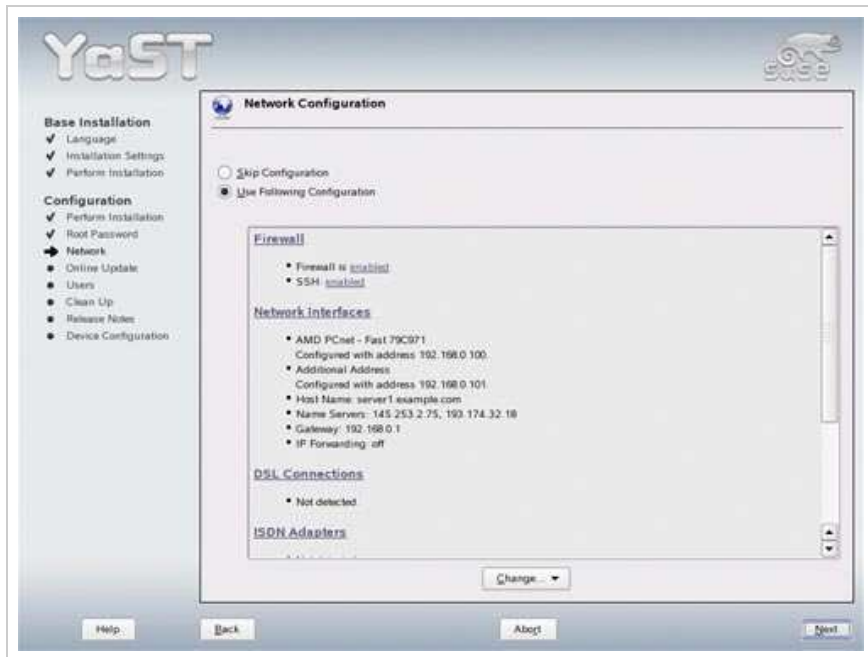 YaST
SUSE
Base Installation
Language
Installation Settings
Perform Installation
Configuration
Perform Installation
Root Password
Network
Online Update
Users
Clean Up
Release Notes
Device Configuration
Network Configuration
Skip Configuration
Use Following Configuration
Firewall
Firewall is enabled
SSH: enabled
Network Interfaces
AMD PCnet - Fast 79C971
Configured with address 192.168.0.100.
Additional Address
Configured with address 192.168.0.101.
Host Name: server1.example.com
Name Servers: 145.253.2.75, 193.174.32.18
Gateway: 192.168.0.1
IP Forwarding: off
DSL Connections
Not detected
ISDN Adapters
Change...
Help
Back
Abort
Next